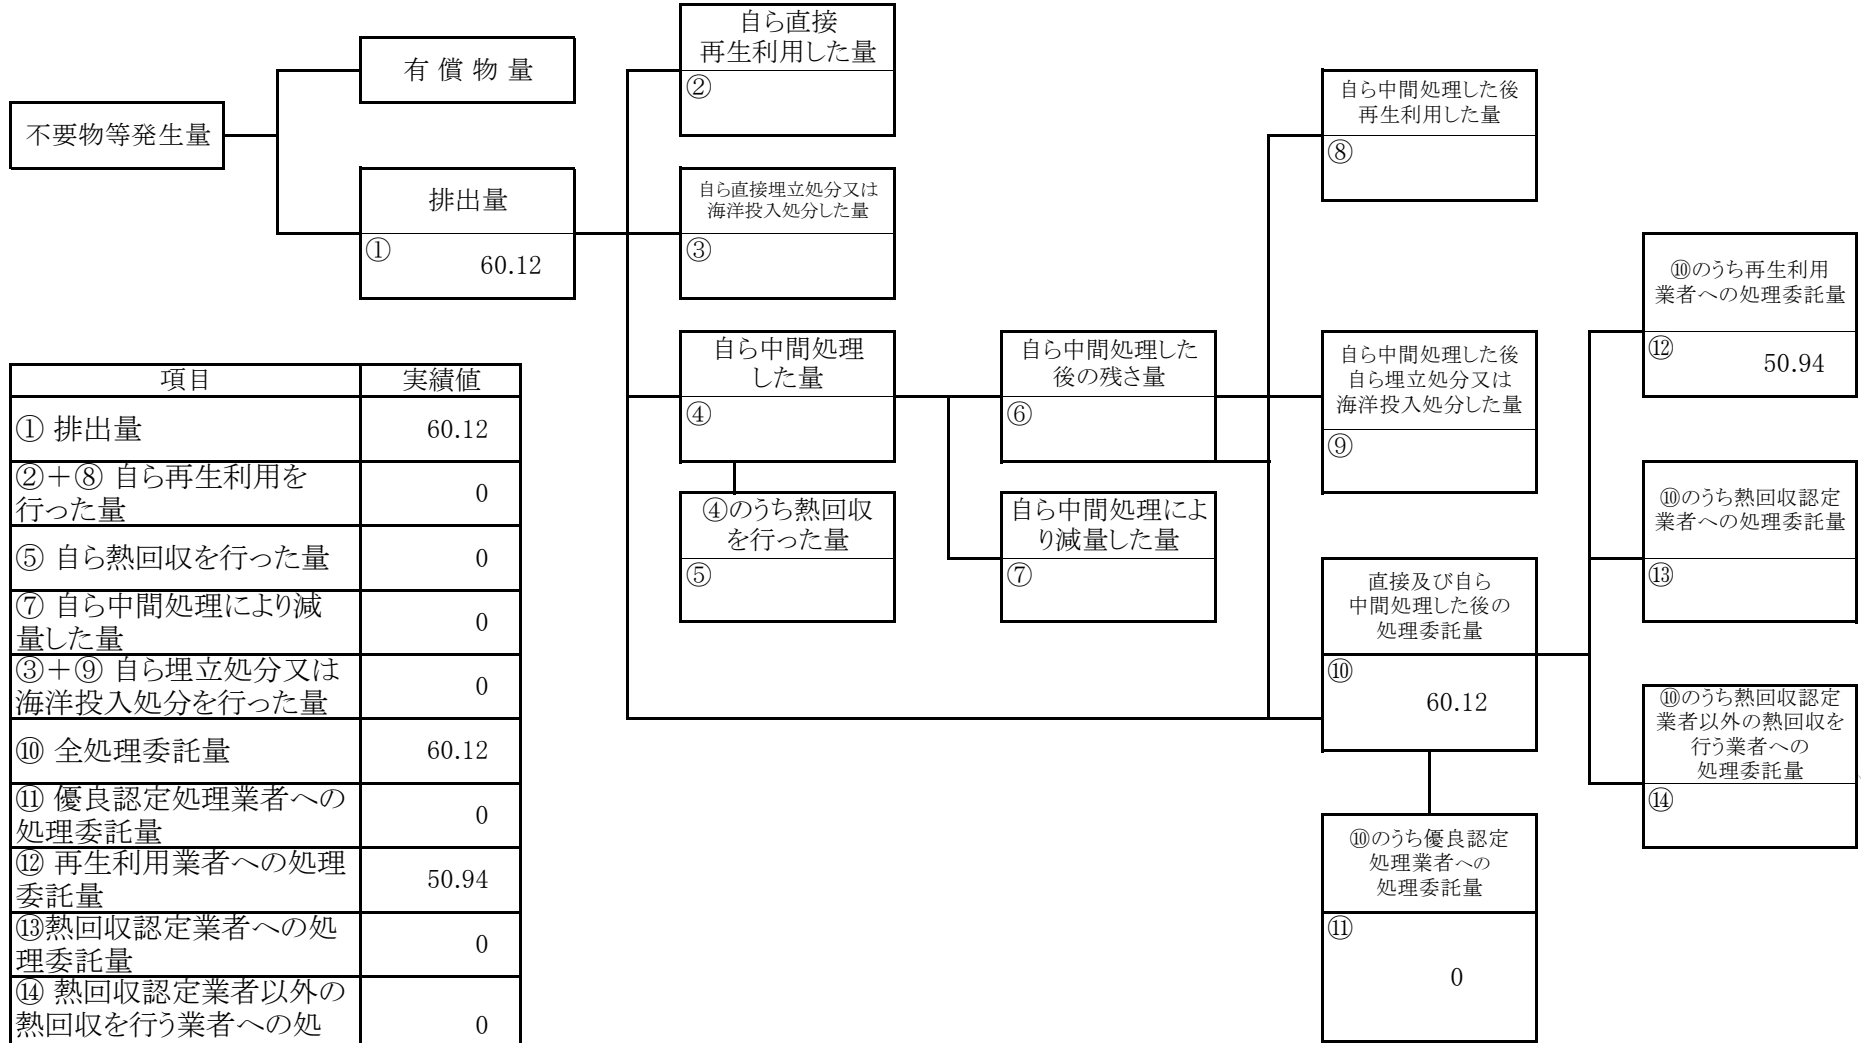 不要物等発生量
有 償 物 量
排出量
①
60.12
自ら直接
再生利用した量
②
自ら直接埋立処分又は
海洋投入処分した量
③
自ら中間処理
した量
④
④のうち熱回収
を行った量
⑤
自ら中間処理した
後の残さ量
⑥
自ら中間処理によ
り減量した量
⑦
自ら中間処理した後
再生利用した量
⑧
自ら中間処理した後
自ら埋立処分又は
海洋投入処分した量
⑨
直接及び自ら
中間処理した後の
処理委託量
⑩
60.12
⑩のうち優良認定
処理業者への
処理委託量
⑪
0
⑩のうち再生利用
業者への処理委託量
⑫
50.94
⑩のうち熱回収認定
業者への処理委託量
⑬
⑩のうち熱回収認定
業者以外の熱回収を
行う業者への
処理委託量
⑭
項目 実績値
① 排出量 60.12
②+⑧ 自ら再生利用を
行った量 0
⑤ 自ら熱回収を行った量 0
⑦ 自ら中間処理により減
量した量 0
③+⑨ 自ら埋立処分又は
海洋投入処分を行った量 0
⑩ 全処理委託量 60.12
⑪ 優良認定処理業者への
処理委託量 0
⑫ 再生利用業者への処理
委託量 50.94
⑬熱回収認定業者への処
理委託量 0
⑭ 熱回収認定業者以外の
熱回収を行う業者への処 0